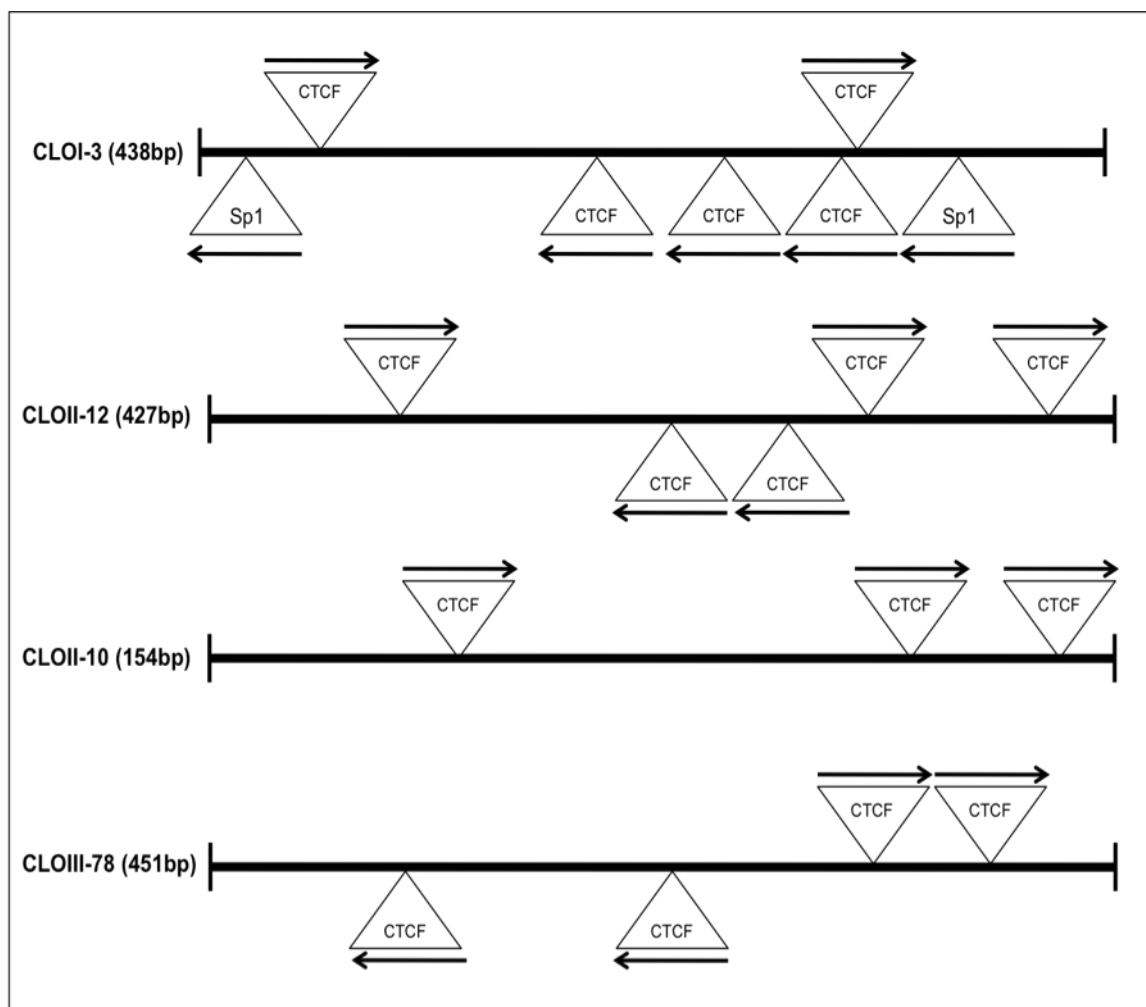 CTCF CTCF
CLOI-3 (438bp)
Sp1 CTCF CTCF CTCF Sp1
CTCF CTCF CTCF
CLOII-12 (427bp)
CTCF CTCF
CTCF CTCF CTCF
CLOII-10 (154bp)
CTCF CTCF
CLOIII-78 (451bp)
CTCF CTCF